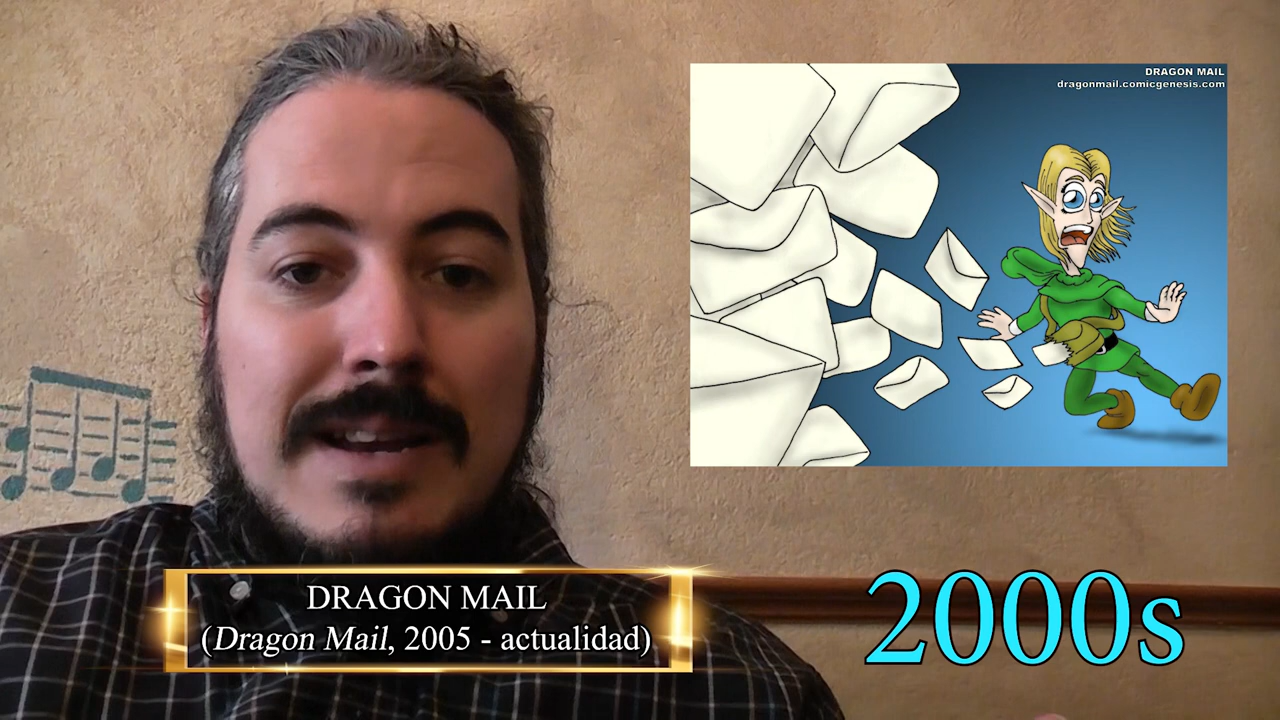 DRAGON MAIL
dragonmail.comicgenesis.com
DRAGON MAIL
(Dragon Mail, 2005 - actualidad)
2000s